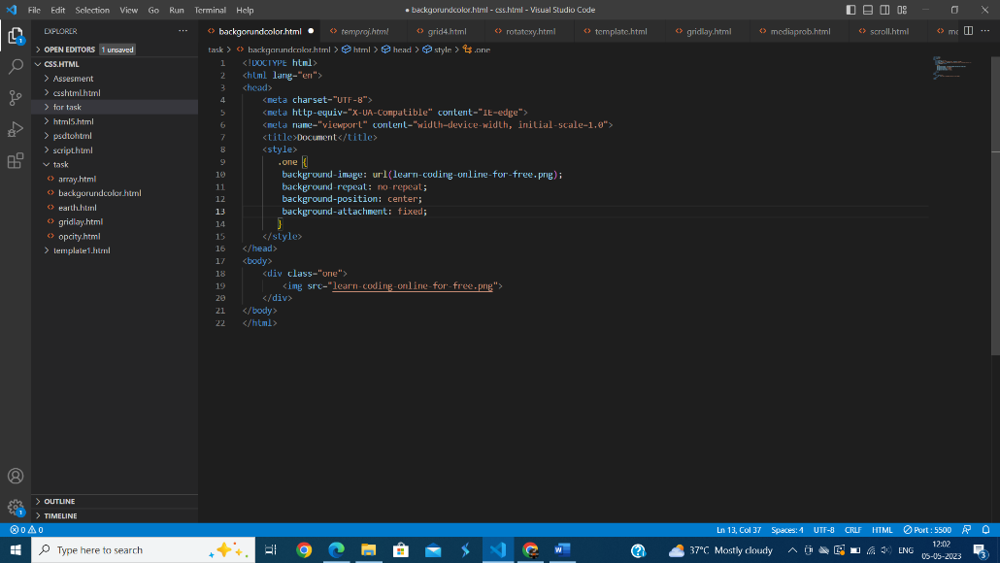 File Edit Selection View Go Run Terminal Help
● backgorundcolor.html - css.html - Visual Studio Code
EXPLORER
backgorundcolor.html ● temproj.html grid4.html rotatexy.html template.html gridlay.html mediaprob.html scroll.html
task > backgorundcolor.html > html > head > style > .one
OPEN EDITORS 1 unsaved
CSS.HTML
Assesment
csshtml.html
for task
html5.html
psdtohtml
script.html
task
array.html
backgorundcolor.html
earth.html
gridlay.html
opcity.html
template1.html
OUTLINE
TIMELINE
1 <!DOCTYPE html>
2 <html lang="en">
3 <head>
4 <meta charset="UTF-8">
5 <meta http-equiv="X-UA-Compatible" content="IE=edge">
6 <meta name="viewport" content="width=device-width, initial-scale=1.0">
7 <title>Document</title>
8 <style>
9 .one {
10 background-image: url(learn-coding-online-for-free.png);
11 background-repeat: no-repeat;
12 background-position: center;
13 background-attachment: fixed;
14 }
15 </style>
16 </head>
17 <body>
18 <div class="one">
19 <img src="learn-coding-online-for-free.png">
20 </div>
21 </body>
22 </html>
1
1
0 0
Ln 13, Col 37 Spaces: 4 UTF-8 CRLF HTML Port : 5500
Type here to search
37°C Mostly cloudy
ENG
12:02
05-05-2023
3